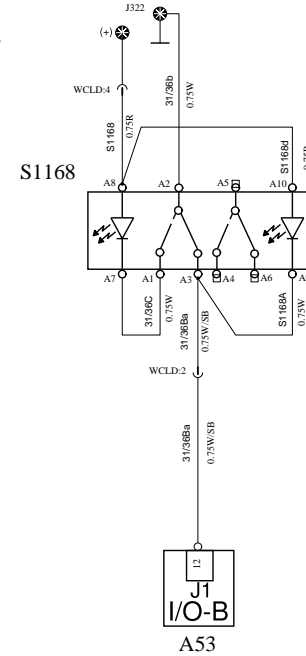 J322
(+)
WCLD:4
31/36b
0.75W
S1168
0.75R
S1168d
S1168
A8
A2
A5
A10
A7
A1
A3
A4
A6
31/36C
0.75W
31/36Ba
0.75W/SB
S1168A
0.75W
WCLD:2
31/36Ba
0.75W/SB
12
J1
I/O-B
A53